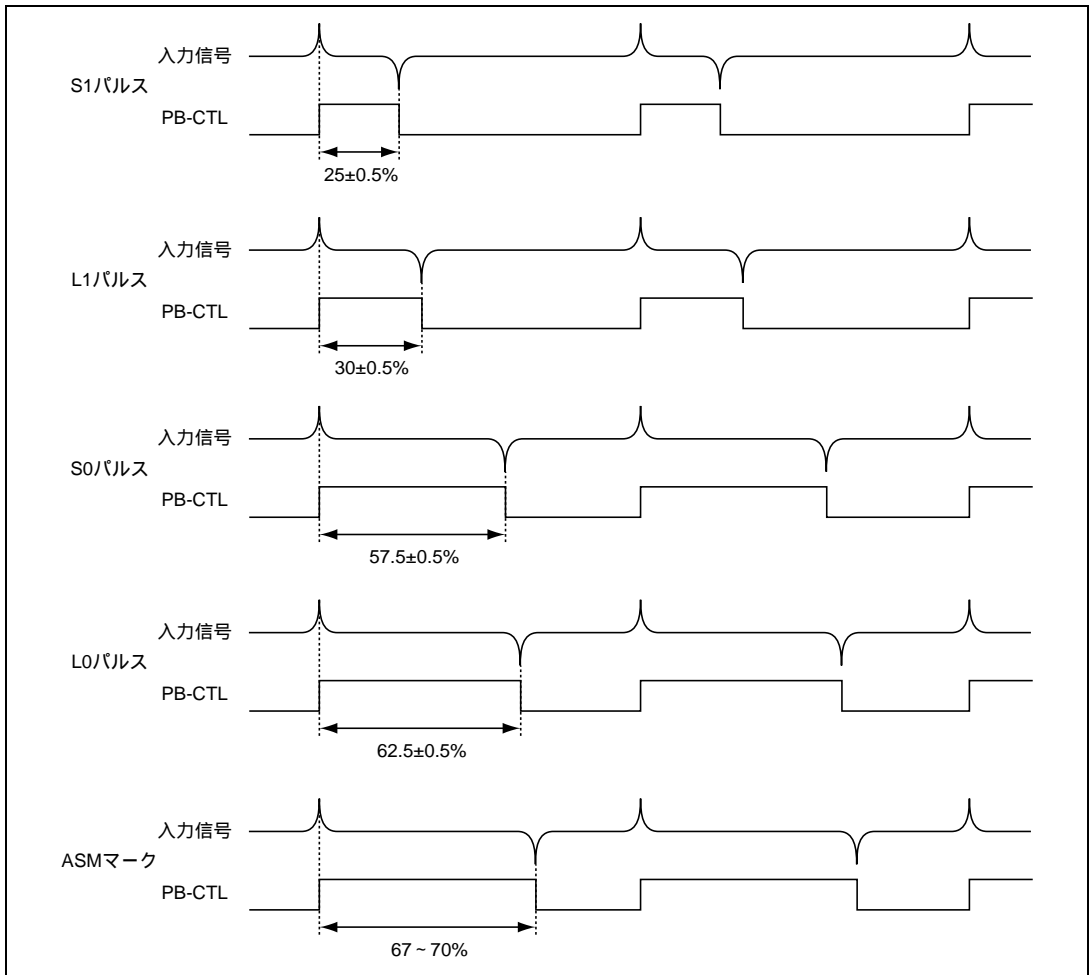 入力信号
S1パルス
PB-CTL
25±0.5%
入力信号
L1パルス
PB-CTL
30±0.5%
入力信号
S0パルス
PB-CTL
57.5±0.5%
入力信号
L0パルス
PB-CTL
62.5±0.5%
入力信号
ASMマーク
PB-CTL
67 ~ 70%